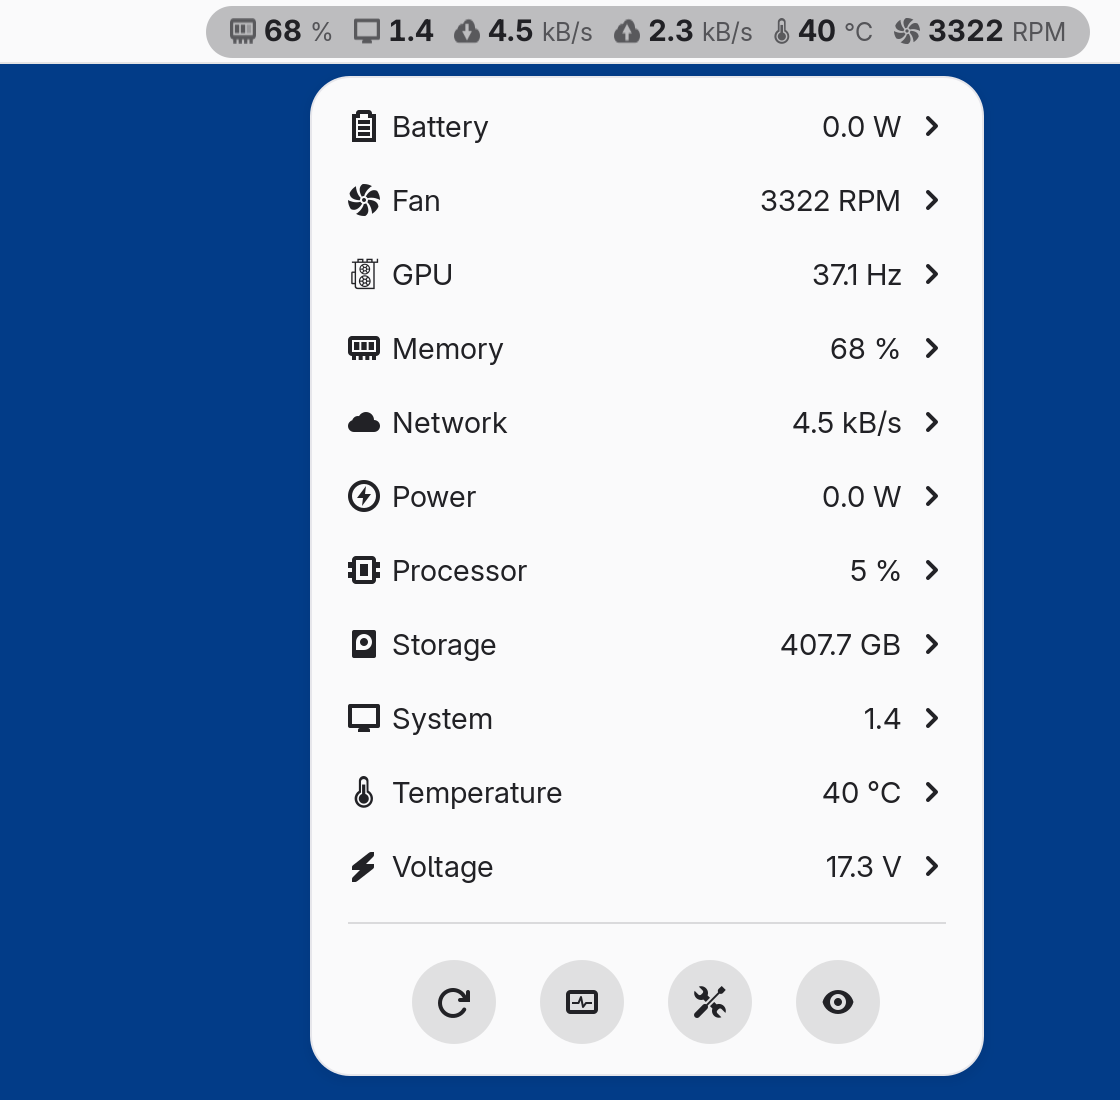 68 % 1.4 4.5 kB/s 2.3 kB/s 40 °C 3322 RPM
Battery 0.0 W
Fan 3322 RPM
GPU 37.1 Hz
Memory 68 %
Network 4.5 kB/s
Power 0.0 W
Processor 5 %
Storage 407.7 GB
System 1.4
Temperature 40 °C
Voltage 17.3 V